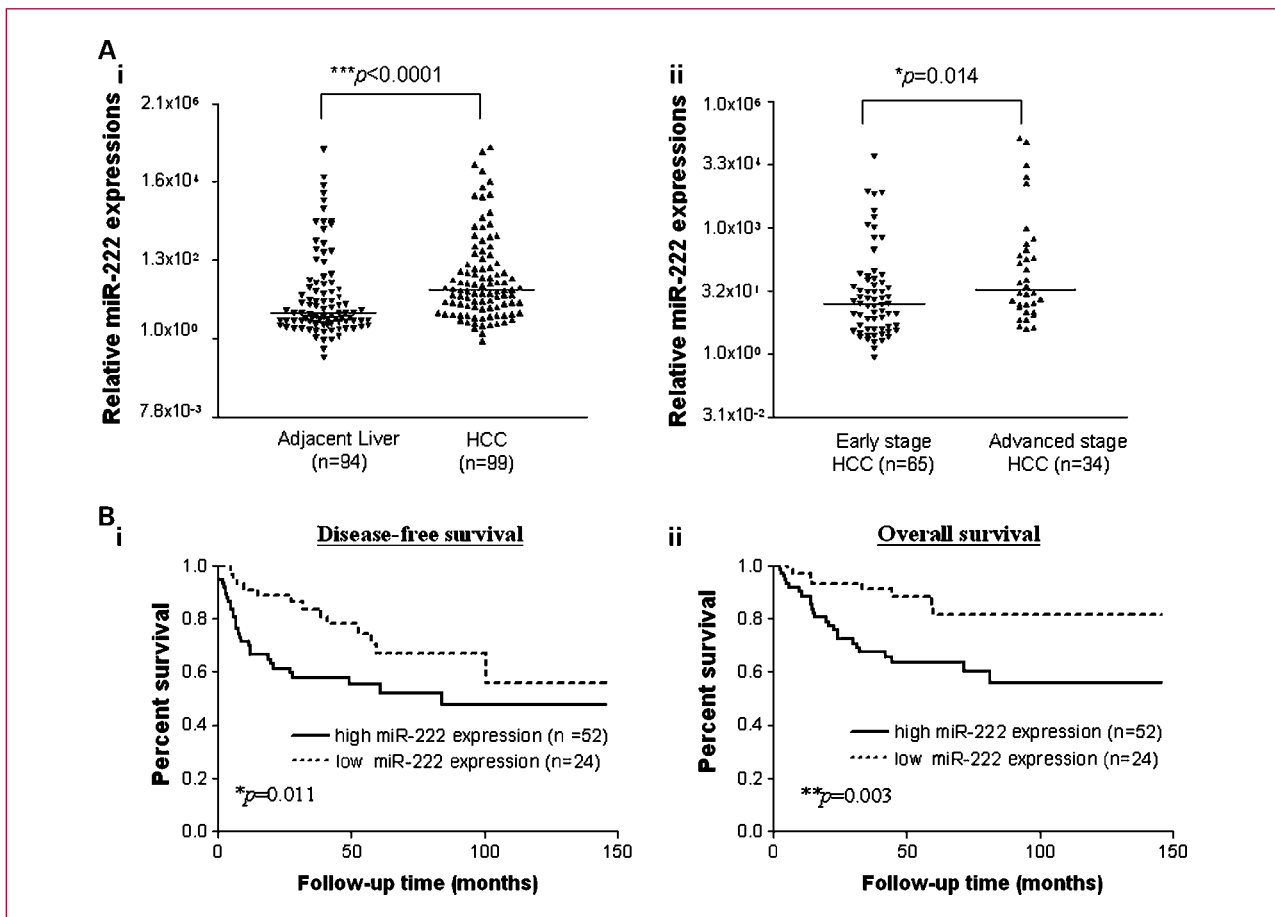 A
i
***p<0.0001
Relative miR-222 expressions
2.1x10⁶
1.6x10⁴
1.3x10²
1.0x10⁰
7.8x10⁻³
Adjacent Liver
(n=94)
HCC
(n=99)
ii
*p=0.014
Relative miR-222 expressions
1.0x10⁶
3.3x10⁴
1.0x10³
3.2x10¹
1.0x10⁰
3.1x10⁻²
Early stage
HCC (n=65)
Advanced stage
HCC (n=34)
B
i
Disease-free survival
Percent survival
1.0
0.8
0.6
0.4
0.2
0.0
high miR-222 expression (n =52)
low miR-222 expression (n=24)
*p=0.011
0 50 100 150
Follow-up time (months)
ii
Overall survival
Percent survival
1.0
0.8
0.6
0.4
0.2
0.0
high miR-222 expression (n=52)
low miR-222 expression (n=24)
**p=0.003
0 50 100 150
Follow-up time (months)